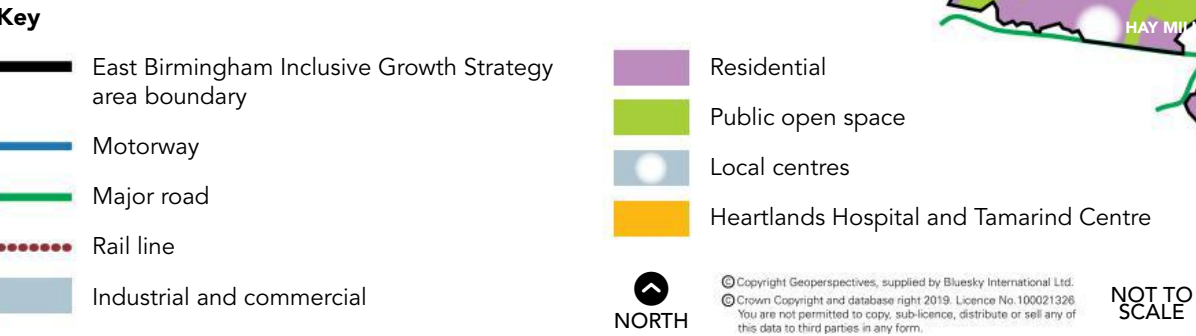 Key
East Birmingham Inclusive Growth Strategy
area boundary
Motorway
Major road
Rail line
Industrial and commercial
Residential
Public open space
Local centres
Heartlands Hospital and Tamarind Centre
NORTH
© Copyright Geoperspectives, supplied by Bluesky International Ltd.
© Crown Copyright and database right 2019. Licence No.100021326
You are not permitted to copy, sub-licence, distribute or sell any of
this data to third parties in any form.
NOT TO
SCALE
HAY